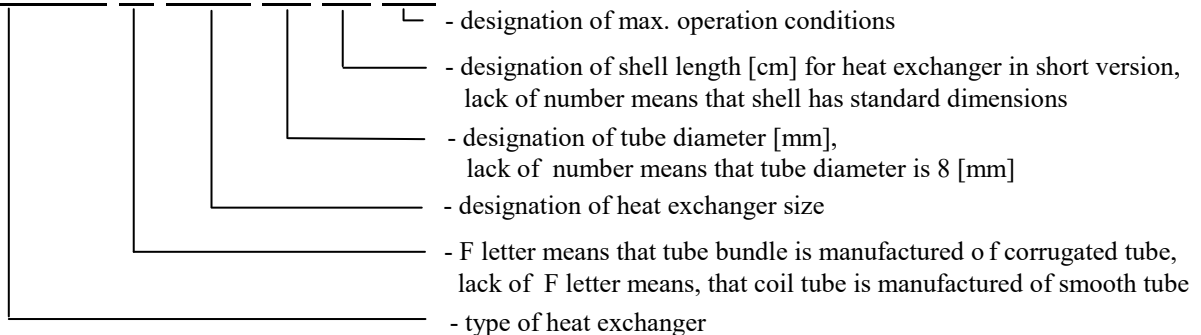 - designation of max. operation conditions
- designation of shell length [cm] for heat exchanger in short version,
lack of number means that shell has standard dimensions
- designation of tube diameter [mm],
lack of number means that tube diameter is 8 [mm]
- designation of heat exchanger size
- F letter means that tube bundle is manufactured of corrugated tube,
lack of F letter means, that coil tube is manufactured of smooth tube
- type of heat exchanger